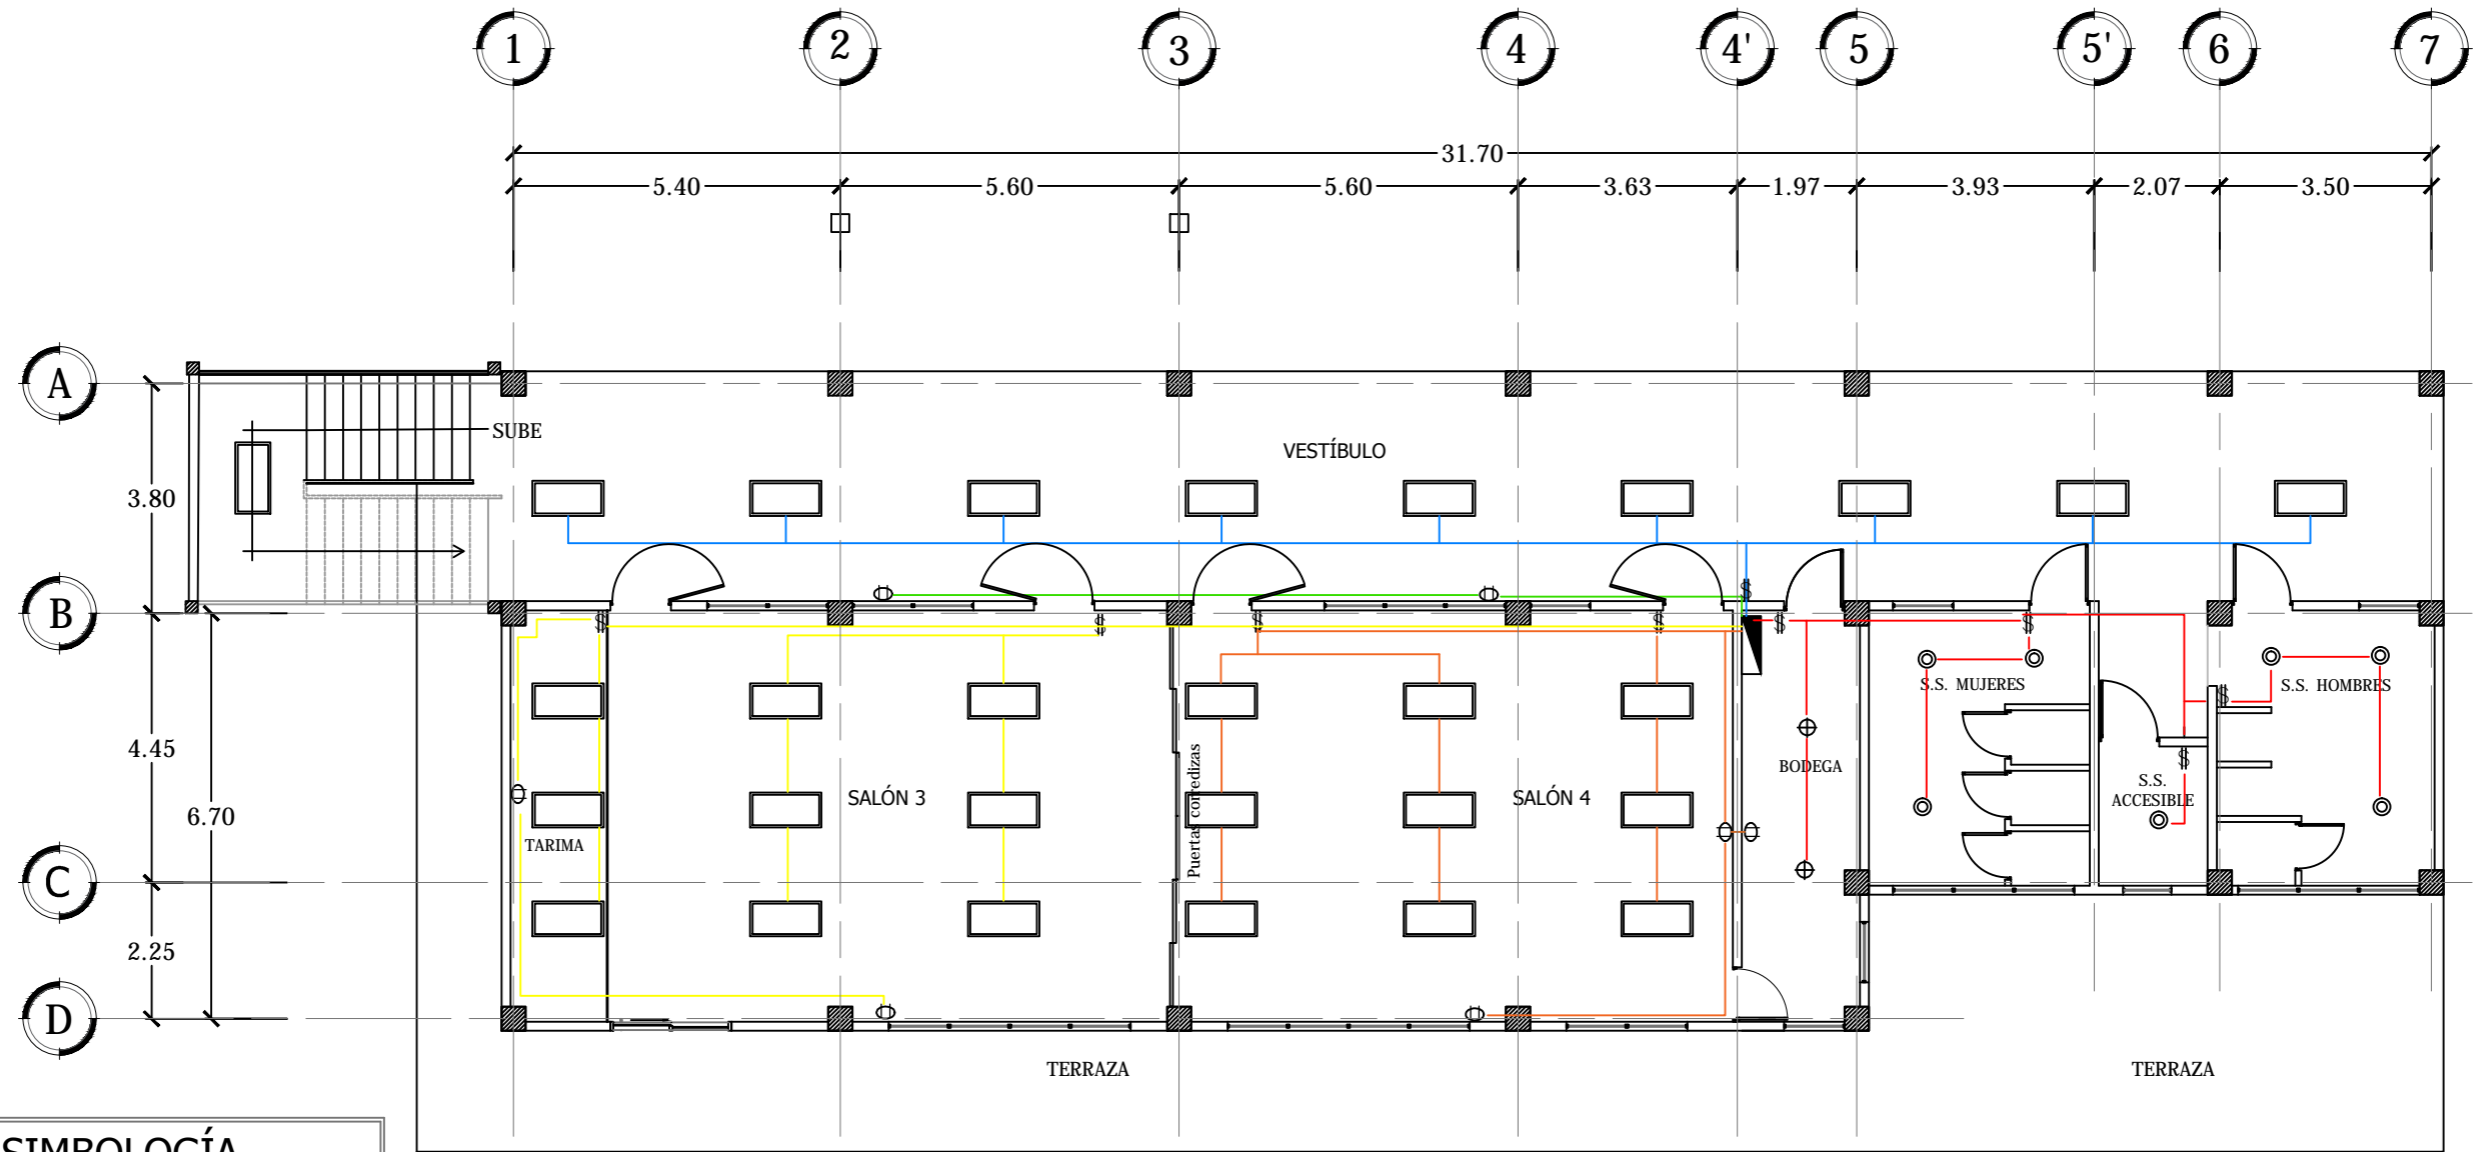 1 2 3 4 4' 5 5' 6 7
31.70
5.40 5.60 5.60 3.63 1.97 3.93 2.07 3.50
A
SUBE
VESTÍBULO
3.80
$
B
$ $ $ $ $ $
S.S. MUJERES S.S. HOMBRES
$
4.45
$
BODEGA
S.S.
ACCESIBLE
SALÓN 3
SALÓN 4
Puertas corredizas
6.70
TARIMA
C
2.25
D
TERRAZA
TERRAZA
SIMBOLOGÍA